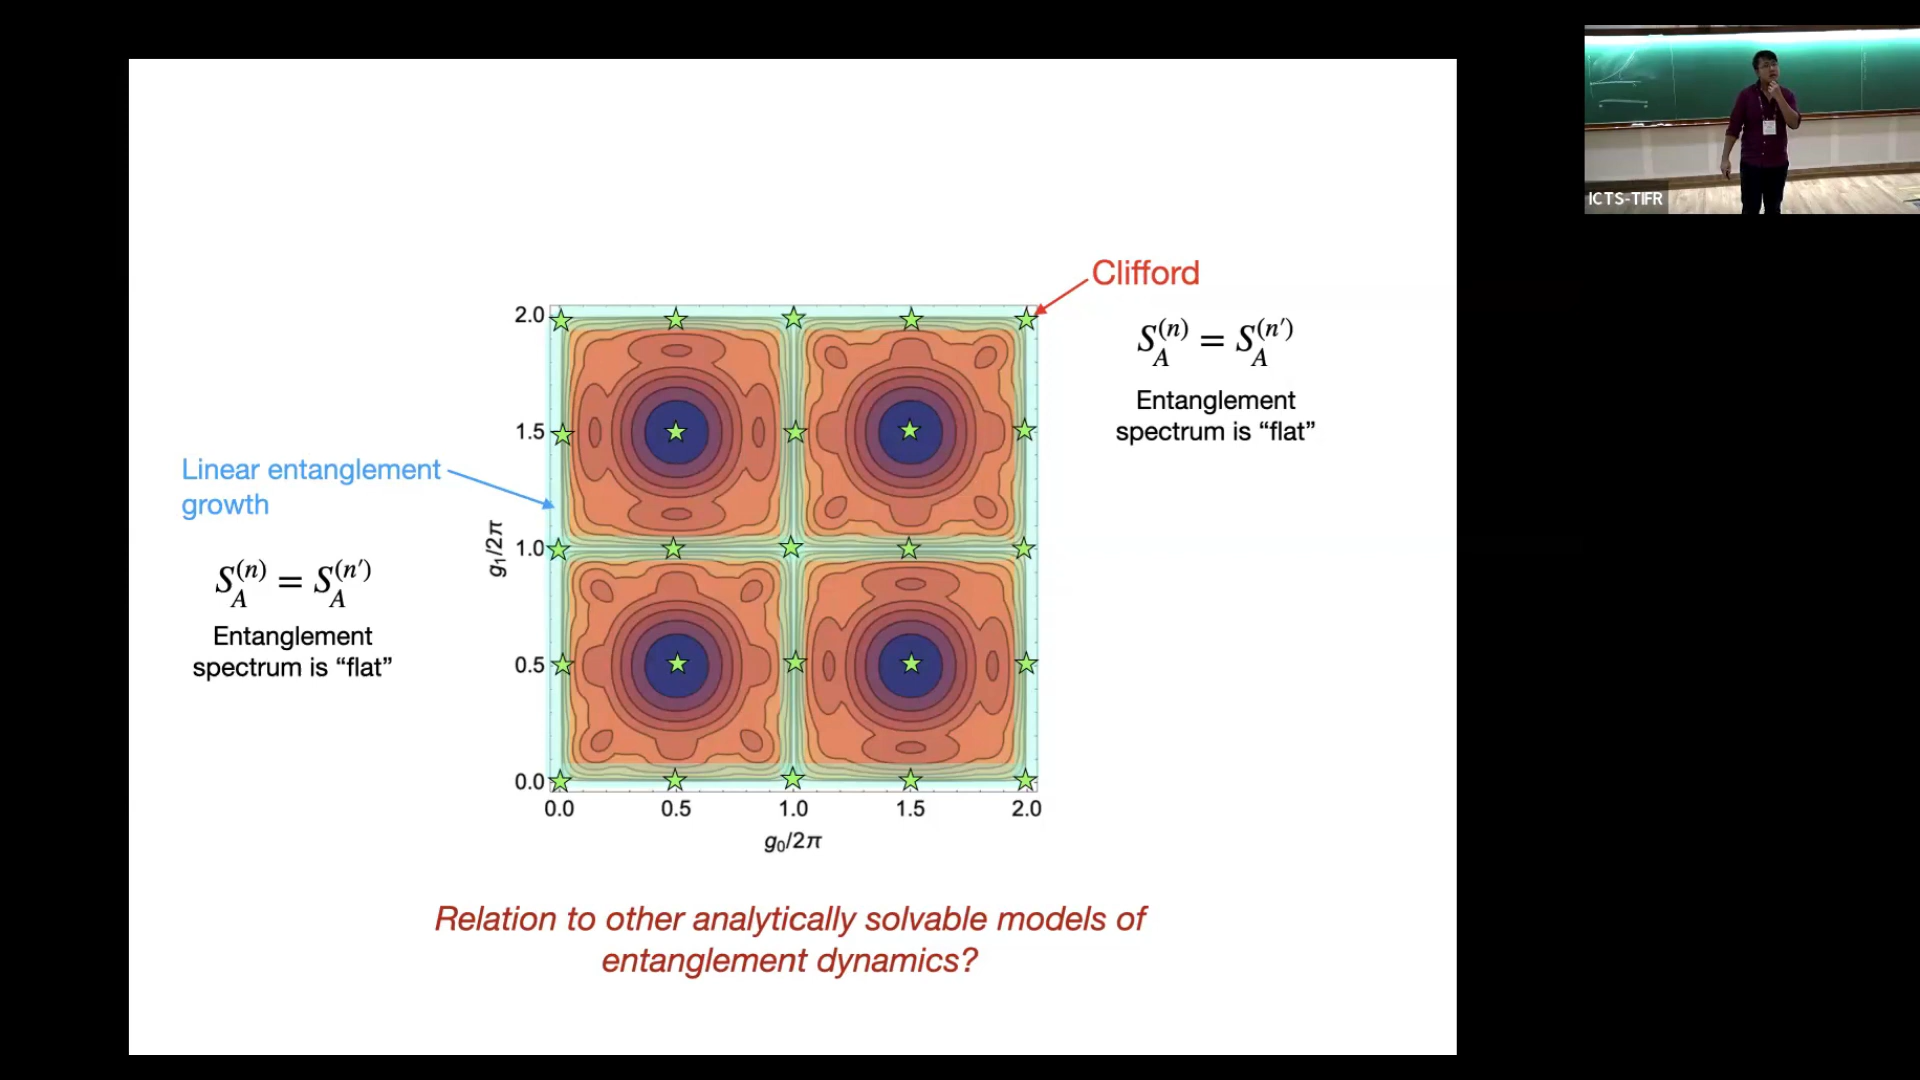 Clifford
S_A^{(n)} = S_A^{(n')}
Entanglement
spectrum is “flat”
Linear entanglement
growth
S_A^{(n)} = S_A^{(n')}
Entanglement
spectrum is “flat”
2.0
1.5
1.0
0.5
0.0
g₁/2π
0.0 0.5 1.0 1.5 2.0
g₀/2π
Relation to other analytically solvable models of
entanglement dynamics?
ICTS-TIFR